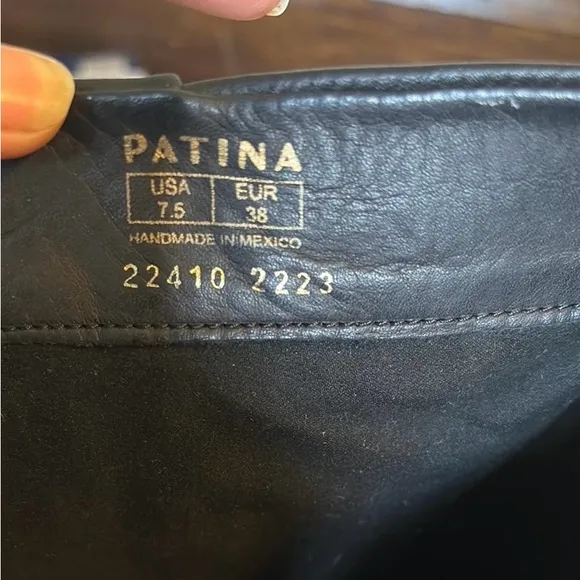 PATINA
USA EUR
7.5 38
HANDMADE IN MEXICO
22410 2223